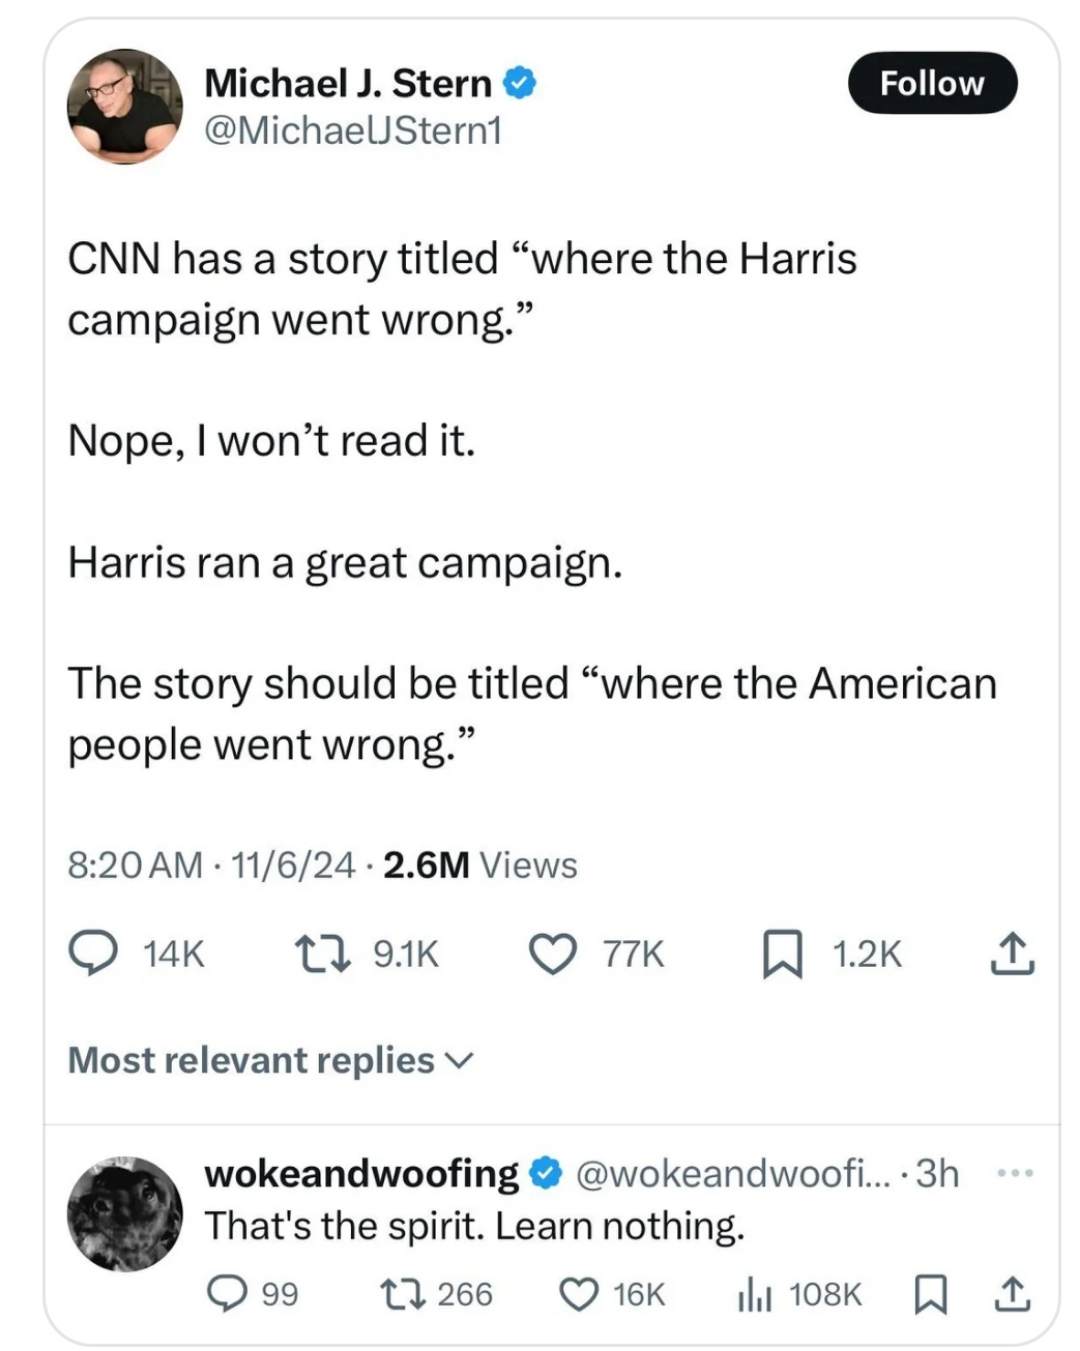 Michael J. Stern
Follow
@MichaelJStern1
CNN has a story titled “where the Harris
campaign went wrong.”
Nope, I won’t read it.
Harris ran a great campaign.
The story should be titled “where the American
people went wrong.”
8:20 AM · 11/6/24 · 2.6M Views
14K 9.1K 77K 1.2K
Most relevant replies
wokeandwoofing @wokeandwoofi... · 3h
That's the spirit. Learn nothing.
99 266 16K 108K